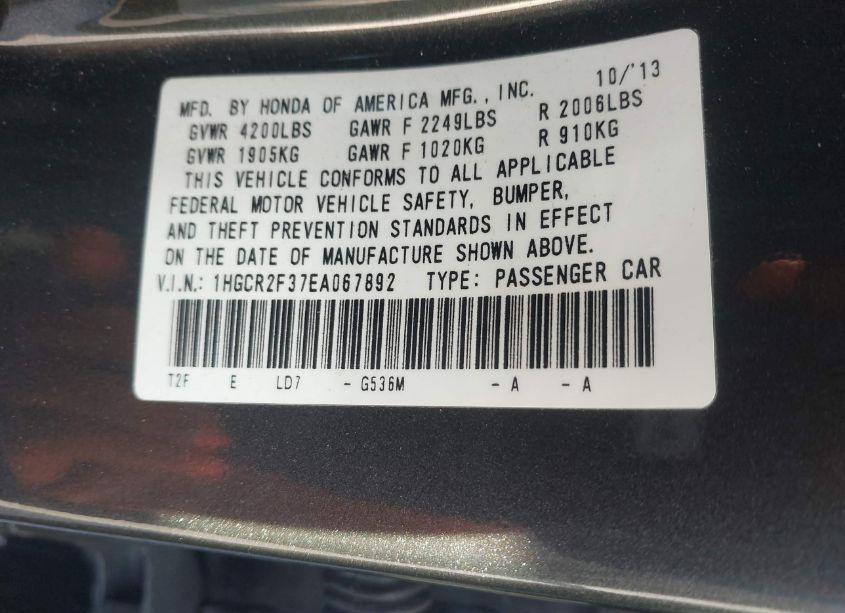 10/'13
MFD. BY HONDA OF AMERICA MFG., INC.
GVWR 4200LBS GAWR F 2249LBS R 2006LBS
GVWR 1905KG GAWR F 1020KG R 910KG
THIS VEHICLE CONFORMS TO ALL APPLICABLE
FEDERAL MOTOR VEHICLE SAFETY, BUMPER,
AND THEFT PREVENTION STANDARDS IN EFFECT
ON THE DATE OF MANUFACTURE SHOWN ABOVE.
V.I.N.: 1HGCR2F37EA067892 TYPE: PASSENGER CAR
T2F E LD7 - G536M - A - A